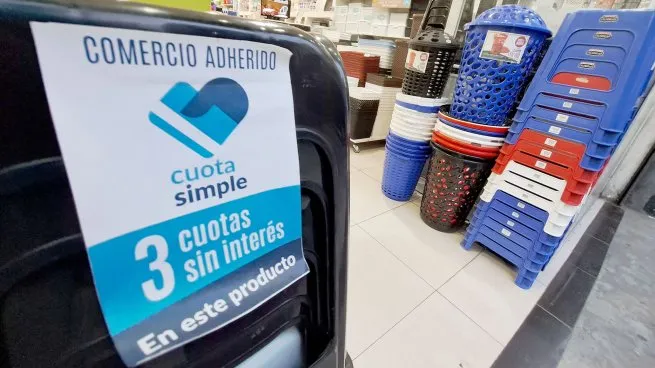 COMERCIO ADHERIDO
cuota
simple
3 cuotas
sin interés
En este producto